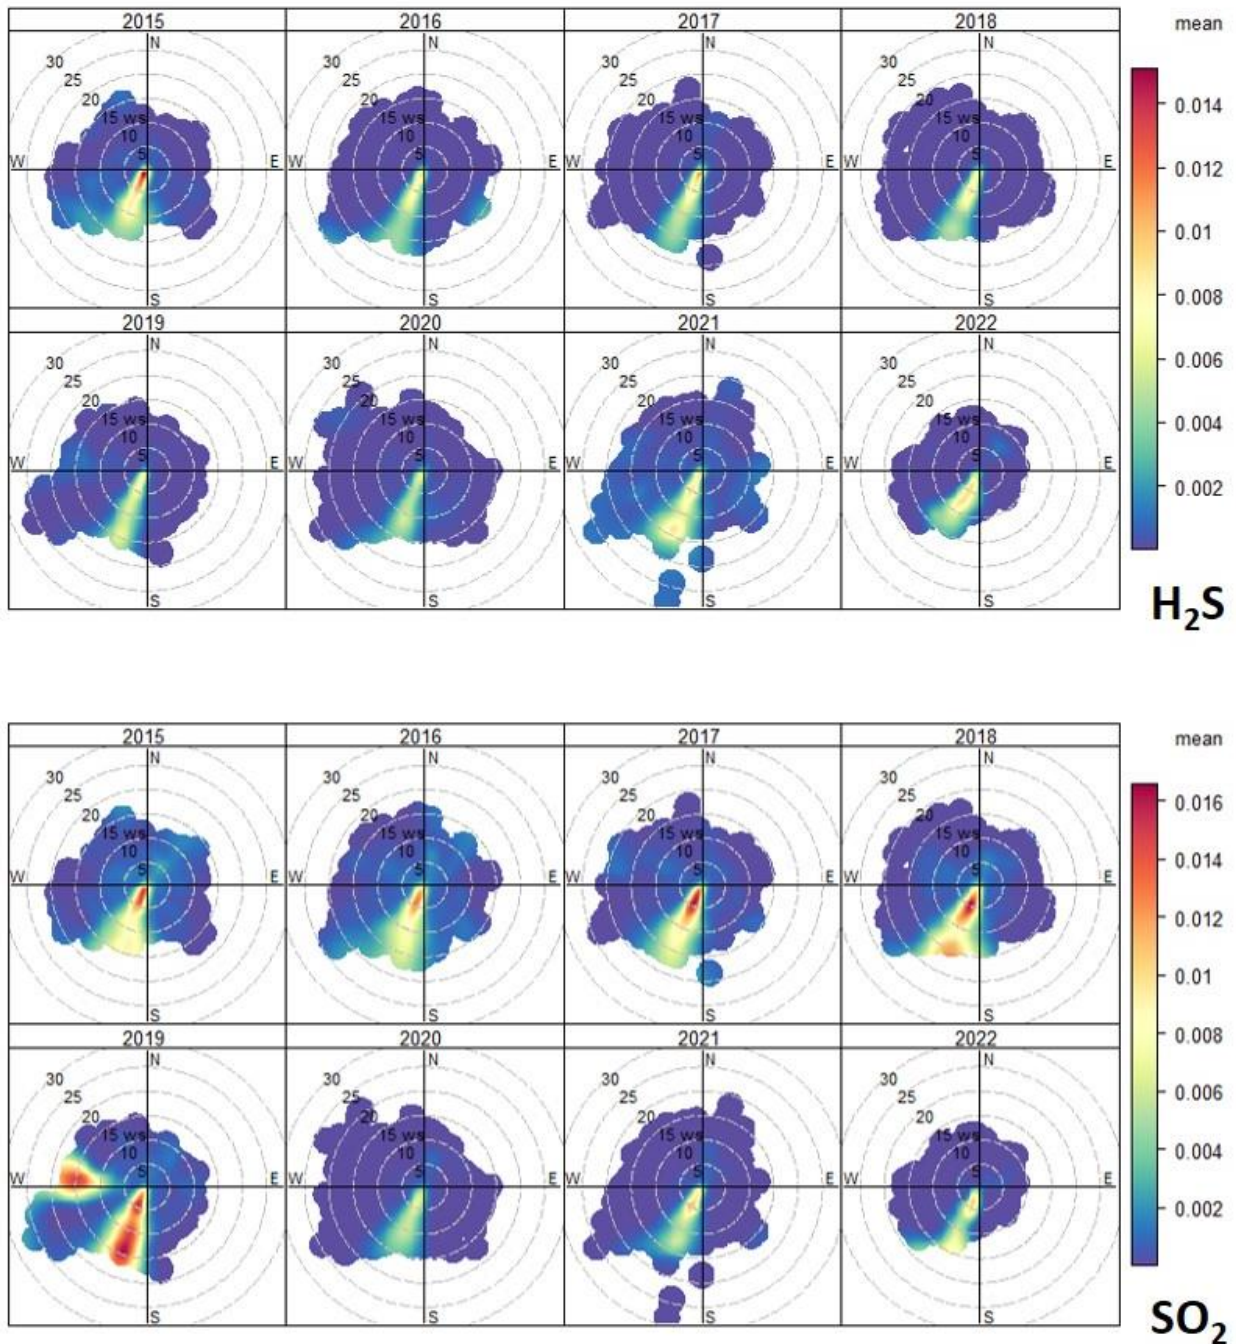 2015 2016 2017 2018 mean
N N N N
30 30 30 30
25 25 25 25
20 20 20 20
15 ws 15 ws 15 ws 15 ws
10 10 10 10
5 5 5 5
W E W E W E W E
S S S S
0.014
0.012
0.01
0.008
0.006
0.004
0.002
2019 2020 2021 2022
N N N N
30 30 30 30
25 25 25 25
20 20 20 20
15 ws 15 ws 15 ws 15 ws
10 10 10 10
5 5 5 5
W E W E W E W E
S S S S
H₂S
2015 2016 2017 2018 mean
N N N N
30 30 30 30
25 25 25 25
20 20 20 20
15 ws 15 ws 15 ws 15 ws
10 10 10 10
5 5 5 5
W E W E W E W E
S S S S
0.016
0.014
0.012
0.01
0.008
0.006
0.004
0.002
2019 2020 2021 2022
N N N N
30 30 30 30
25 25 25 25
20 20 20 20
15 ws 15 ws 15 ws 15 ws
10 10 10 10
5 5 5 5
W E W E W E W E
S S S S
SO₂